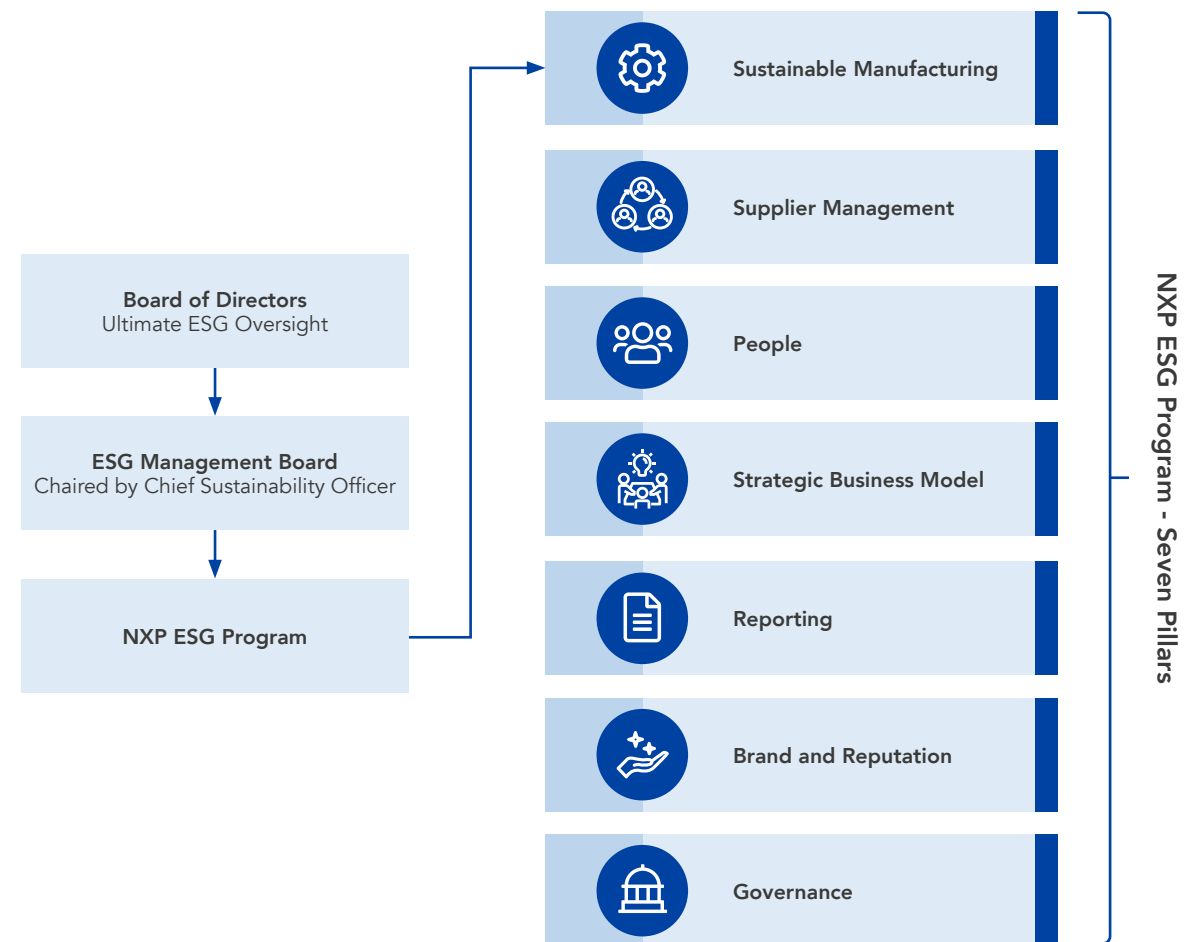 Board of Directors
Ultimate ESG Oversight
ESG Management Board
Chaired by Chief Sustainability Officer
NXP ESG Program
Sustainable Manufacturing
Supplier Management
People
Strategic Business Model
Reporting
Brand and Reputation
Governance
NXP ESG Program - Seven Pillars